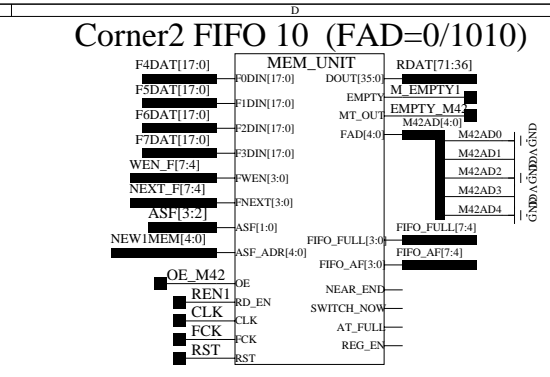 D
Corner2 FIFO 10 (FAD=0/1010)
MEM_UNIT
F4DAT[17:0] F0DIN[17:0] DOUT[35:0] RDAT[71:36]
F5DAT[17:0] F1DIN[17:0] EMPTY M_EMPTY1
F6DAT[17:0] F2DIN[17:0] MT_OUT EMPTY_M42
F7DAT[17:0] F3DIN[17:0] FAD[4:0] M42AD[4:0]
M42AD0 GND
WEN_F[7:4] FWEN[3:0] M42AD1
M42AD2 GND
NEXT_F[7:4] FNEXT[3:0] M42AD3
M42AD4 GND
ASF[3:2] ASF[1:0] FIFO_FULL[3:0] FIFO_FULL[7:4]
NEW1MEM[4:0] ASF_ADR[4:0] FIFO_AF[3:0] FIFO_AF[7:4]
OE_M42 OE NEAR_END
REN1 RD_EN SWITCH_NOW
CLK CLK AT_FULL
FCK FCK REG_EN
RST RST